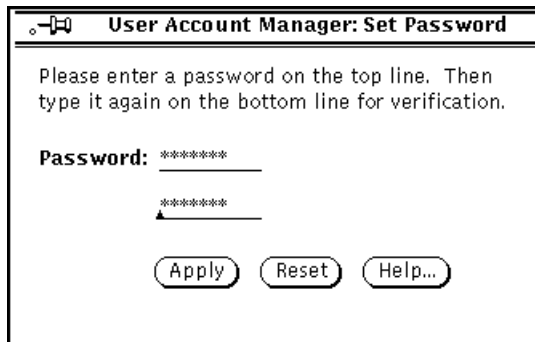 User Account Manager: Set Password
Please enter a password on the top line. Then
type it again on the bottom line for verification.
Password: *******
*******
Apply Reset Help...